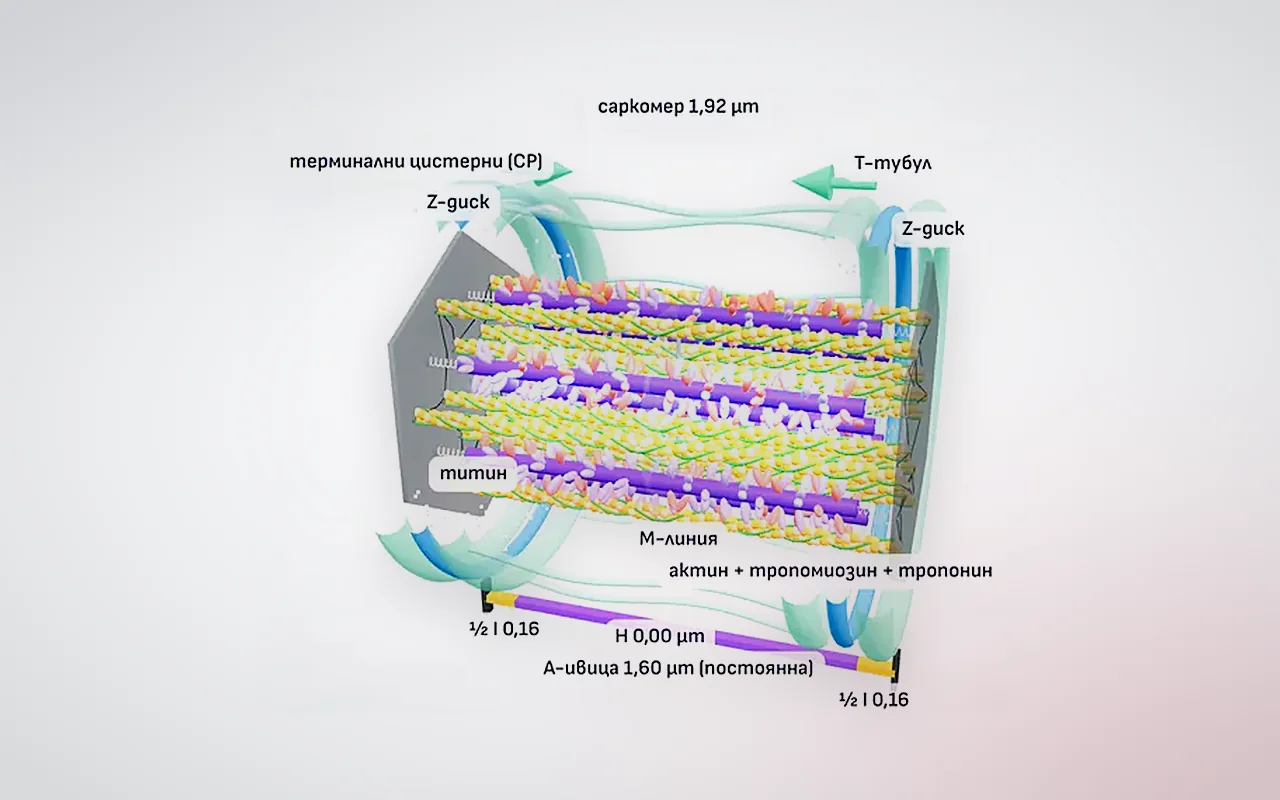 саркомер 1,92 μm
терминални цистерни (СР)
Т-тубул
Z-диск
Z-диск
титин
М-линия
актин + тропомиозин + тропонин
½ I 0,16
H 0,00 μm
А-ивица 1,60 μm (постоянна)
½ I 0,16